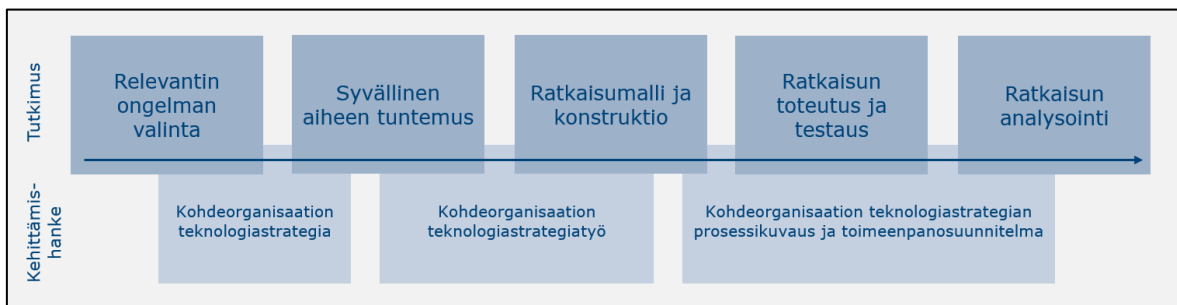 Tutkimus
Relevantin
ongelman
valinta
Syvällinen
aiheen tuntemus
Ratkaisumalli ja
konstruktio
Ratkaisun
toteutus ja
testaus
Ratkaisun
analysointi
Kehittämis-
hanke
Kohdeorganisaation
teknologiastrategia
Kohdeorganisaation
teknologiastrategiatyö
Kohdeorganisaation teknologiastrategian
prosessikuvaus ja toimeenpanosuunnitelma